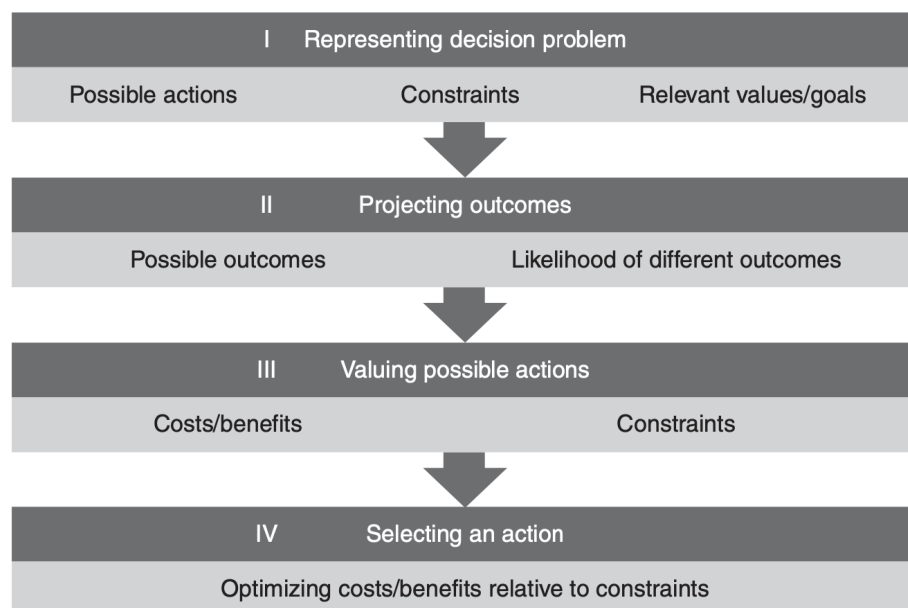 I Representing decision problem
Possible actions Constraints Relevant values/goals
II Projecting outcomes
Possible outcomes Likelihood of different outcomes
III Valuing possible actions
Costs/benefits Constraints
IV Selecting an action
Optimizing costs/benefits relative to constraints